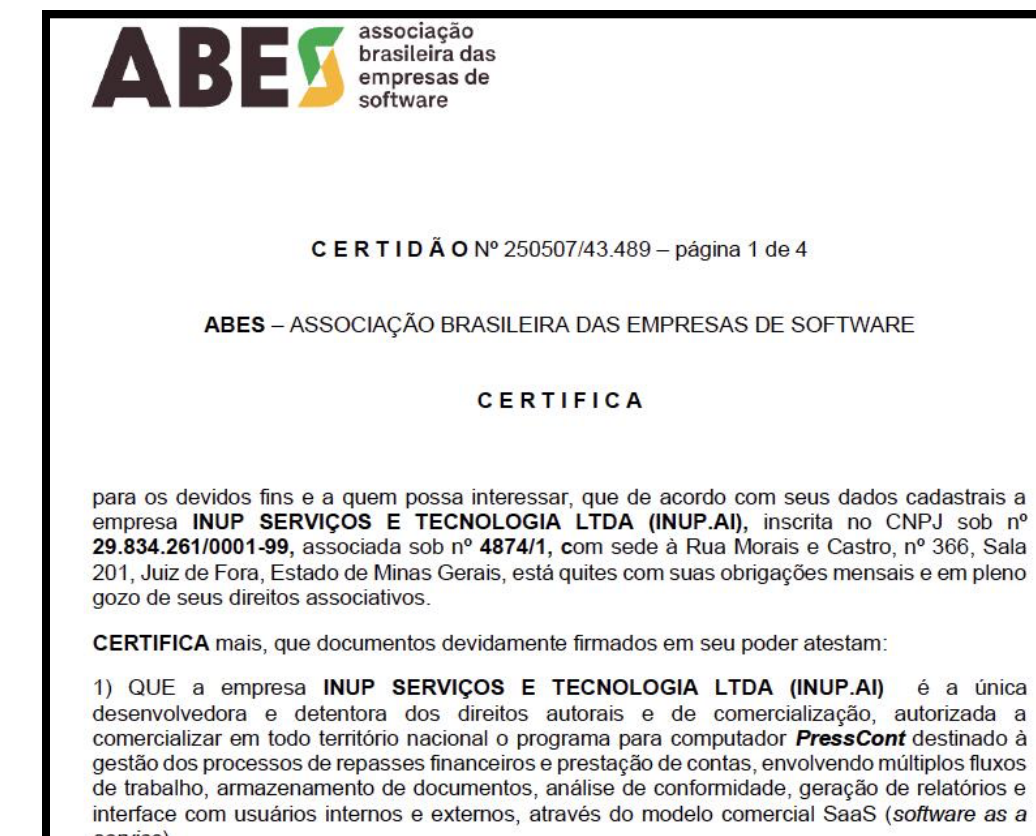 ABES
associação
brasileira das
empresas de
software
C E R T I D Ã O Nº 250507/43.489 – página 1 de 4
ABES – ASSOCIAÇÃO BRASILEIRA DAS EMPRESAS DE SOFTWARE
C E R T I F I C A
para os devidos fins e a quem possa interessar, que de acordo com seus dados cadastrais a
empresa INUP SERVIÇOS E TECNOLOGIA LTDA (INUP.AI), inscrita no CNPJ sob nº
29.834.261/0001-99, associada sob nº 4874/1, com sede à Rua Morais e Castro, nº 366, Sala
201, Juiz de Fora, Estado de Minas Gerais, está quites com suas obrigações mensais e em pleno
gozo de seus direitos associativos.
CERTIFICA mais, que documentos devidamente firmados em seu poder atestam:
1) QUE a empresa INUP SERVIÇOS E TECNOLOGIA LTDA (INUP.AI) é a única
desenvolvedora e detentora dos direitos autorais e de comercialização, autorizada a
comercializar em todo território nacional o programa para computador PressCont destinado à
gestão dos processos de repasses financeiros e prestação de contas, envolvendo múltiplos fluxos
de trabalho, armazenamento de documentos, análise de conformidade, geração de relatórios e
interface com usuários internos e externos, através do modelo comercial SaaS (software as a